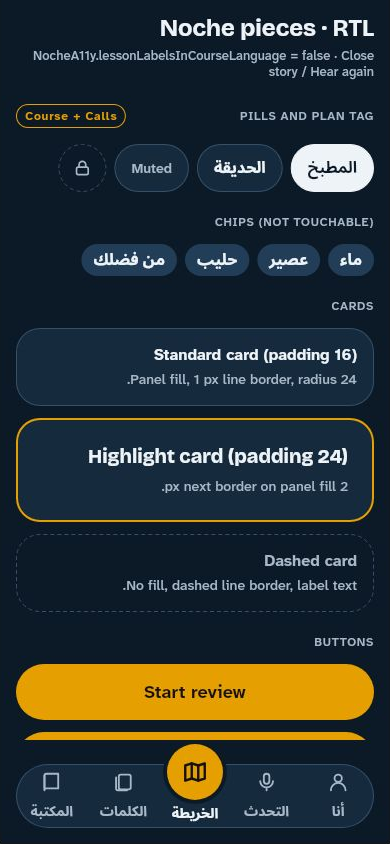 Noche pieces · RTL
NocheA11y.lessonLabelsInCourseLanguage = false · Close
story / Hear again
PILLS AND PLAN TAG
Course + Calls
المطبخ
الحديقة
Muted
CHIPS (NOT TOUCHABLE)
ماء
عصير
حليب
من فضلك
CARDS
Standard card (padding 16)
.Panel fill, 1 px line border, radius 24
Highlight card (padding 24)
.px next border on panel fill 2
Dashed card
.No fill, dashed line border, label text
BUTTONS
Start review
أنا
التحدث
الخريطة
الكلمات
المكتبة